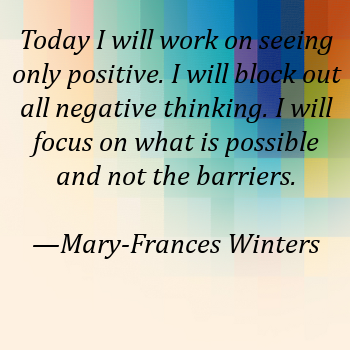 Today I will work on seeing
only positive. I will block out
all negative thinking. I will
focus on what is possible
and not the barriers.
—Mary-Frances Winters